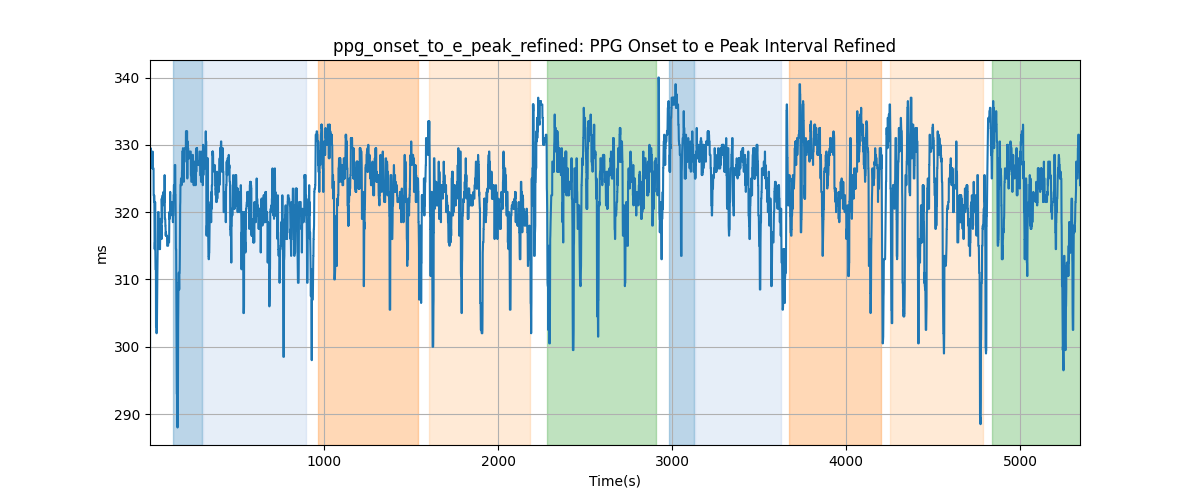 ppg_onset_to_e_peak_refined: PPG Onset to e Peak Interval Refined
340
330
320
310
300
290
ms
1000 2000 3000 4000 5000
Time(s)